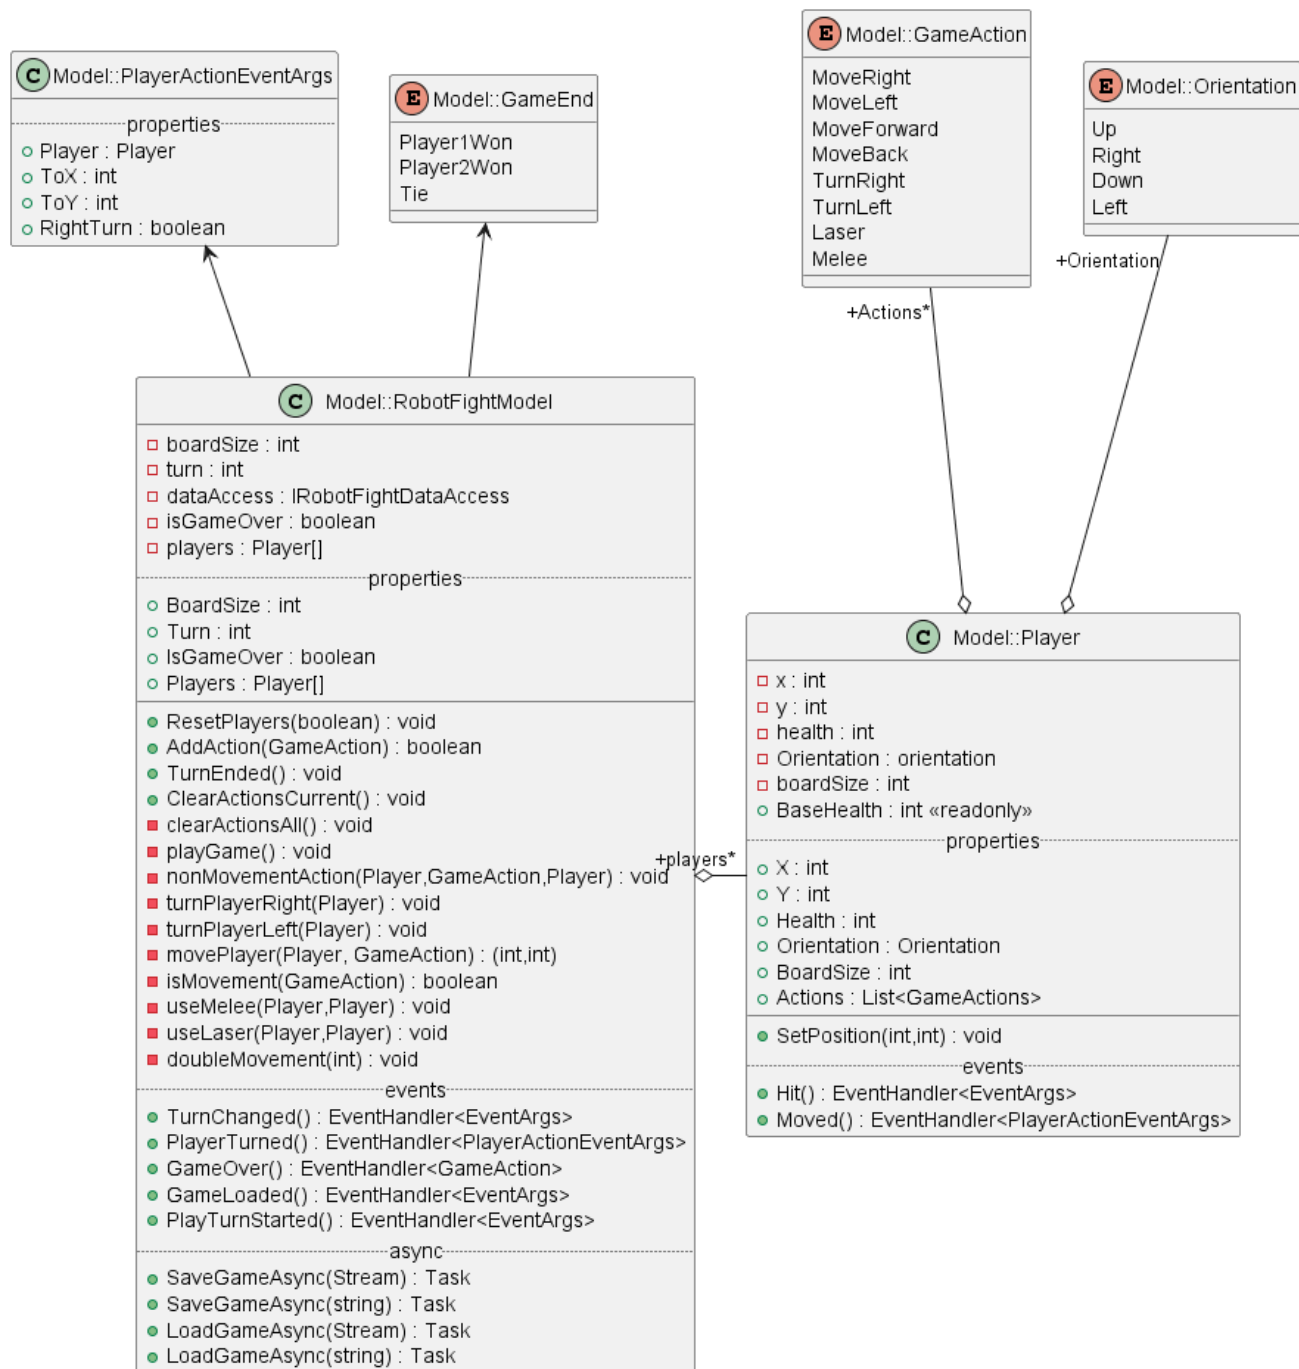 C Model::PlayerActionEventArgs
properties
Player : Player
ToX : int
ToY : int
RightTurn : boolean
E Model::GameEnd
Player1Won
Player2Won
Tie
E Model::GameAction
MoveRight
MoveLeft
MoveForward
MoveBack
TurnRight
TurnLeft
Laser
Melee
E Model::Orientation
Up
Right
Down
Left
+Actions*
+Orientation
C Model::RobotFightModel
boardSize : int
turn : int
dataAccess : IRobotFightDataAccess
isGameOver : boolean
players : Player[]
properties
BoardSize : int
Turn : int
IsGameOver : boolean
Players : Player[]
ResetPlayers(boolean) : void
AddAction(GameAction) : boolean
TurnEnded() : void
ClearActionsCurrent() : void
clearActionsAll() : void
playGame() : void
nonMovementAction(Player,GameAction,Player) : void
turnPlayerRight(Player) : void
turnPlayerLeft(Player) : void
movePlayer(Player, GameAction) : (int,int)
isMovement(GameAction) : boolean
useMelee(Player,Player) : void
useLaser(Player,Player) : void
doubleMovement(int) : void
events
TurnChanged() : EventHandler<EventArgs>
PlayerTurned() : EventHandler<PlayerActionEventArgs>
GameOver() : EventHandler<GameAction>
GameLoaded() : EventHandler<EventArgs>
PlayTurnStarted() : EventHandler<EventArgs>
async
SaveGameAsync(Stream) : Task
SaveGameAsync(string) : Task
LoadGameAsync(Stream) : Task
LoadGameAsync(string) : Task
+players*
C Model::Player
x : int
y : int
health : int
Orientation : orientation
boardSize : int
BaseHealth : int «readonly»
properties
X : int
Y : int
Health : int
Orientation : Orientation
BoardSize : int
Actions : List<GameActions>
SetPosition(int,int) : void
events
Hit() : EventHandler<EventArgs>
Moved() : EventHandler<PlayerActionEventArgs>